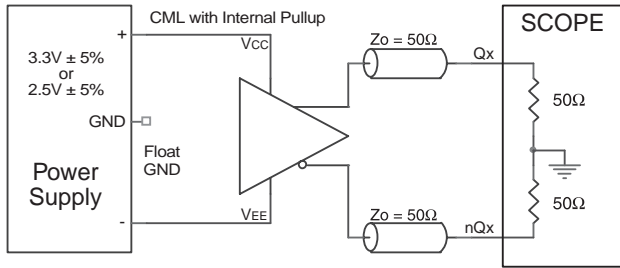 CML with Internal Pullup
SCOPE
+
VCC
Zo = 50Ω
Qx
3.3V ± 5%
or
2.5V ± 5%
50Ω
GND
Float
GND
Power
Supply
50Ω
-
VEE
Zo = 50Ω
nQx